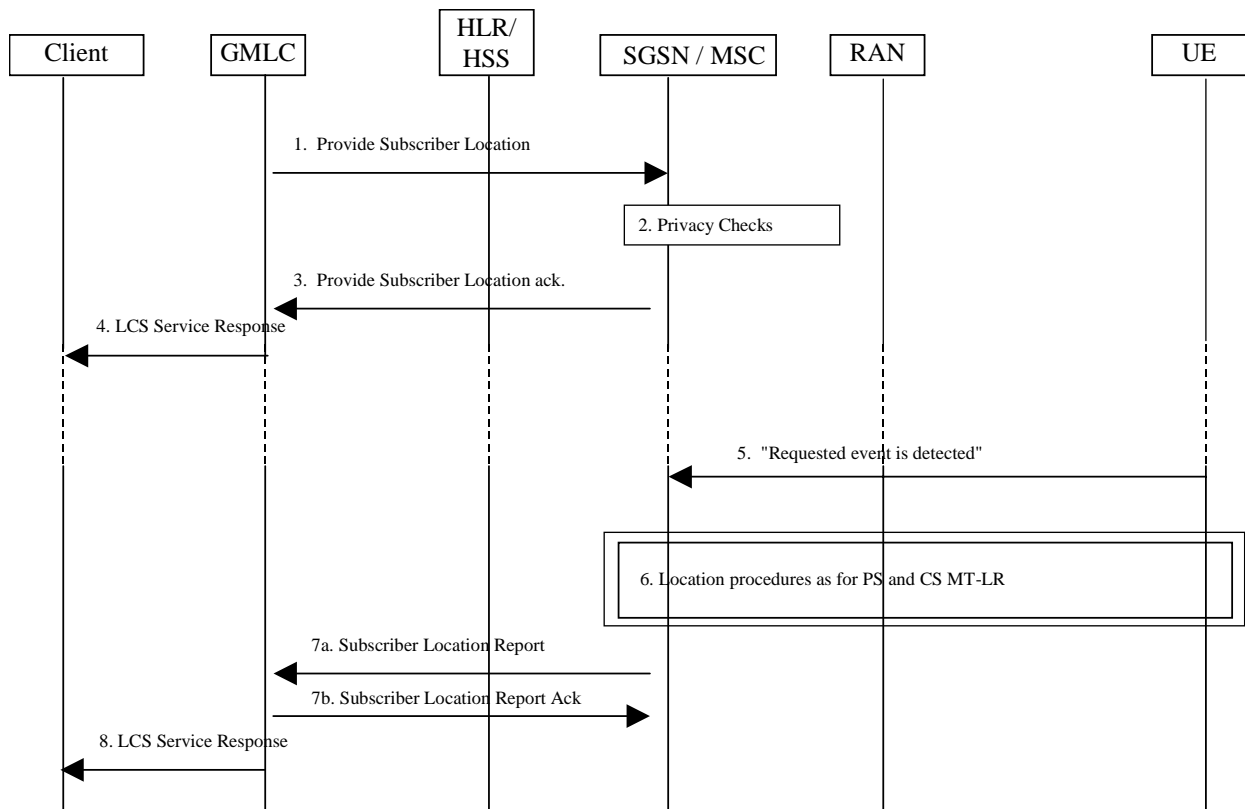 Client
GMLC
HLR/
HSS
SGSN / MSC
RAN
UE
1. Provide Subscriber Location
2. Privacy Checks
3. Provide Subscriber Location ack.
4. LCS Service Response
5. "Requested event is detected"
6. Location procedures as for PS and CS MT-LR
7a. Subscriber Location Report
7b. Subscriber Location Report Ack
8. LCS Service Response